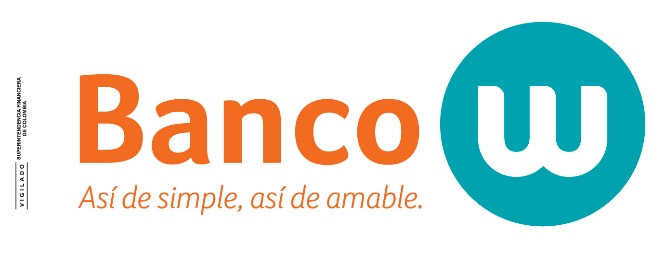 VIGILADO
SUPERINTENDENCIA FINANCIERA
DE COLOMBIA
Banco W
Así de simple, así de amable.